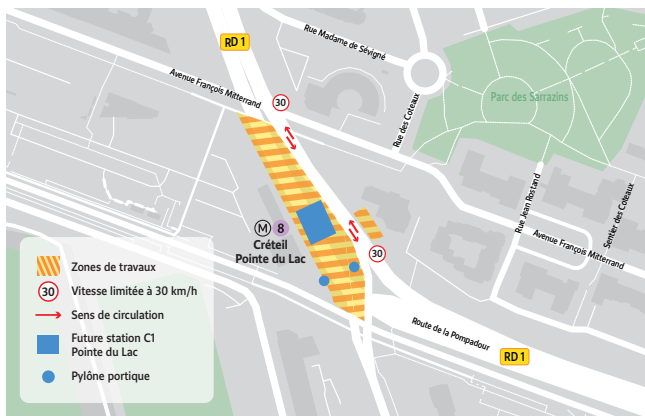 RD 1
Rue Madame de Sévigné
Avenue François Mitterrand
30
Parc des Sarrazins
Rue des Coteaux
M 8
Créteil
Pointe du Lac
30
Rue Jean Rostand
Sentier des Coteaux
Avenue François Mitterrand
Route de la Pompadour
RD 1
Zones de travaux
30 Vitesse limitée à 30 km/h
Sens de circulation
Future station C1
Pointe du Lac
Pylône portique